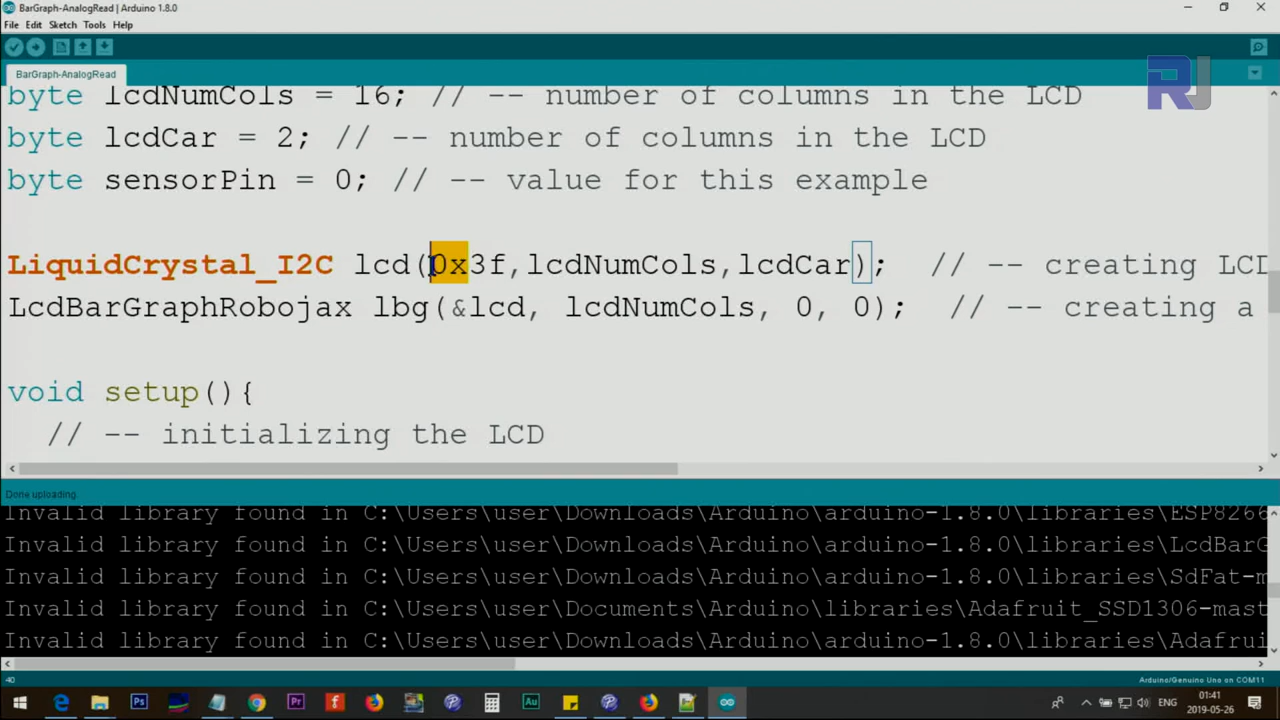 BarGraph-AnalogRead | Arduino 1.8.0
File Edit Sketch Tools Help
BarGraph-AnalogRead
RJ
byte lcdNumCols = 16; // -- number of columns in the LCD
byte lcdCar = 2; // -- number of columns in the LCD
byte sensorPin = 0; // -- value for this example
LiquidCrystal_I2C lcd(0x3f,lcdNumCols,lcdCar); // -- creating LCD
LcdBarGraphRobojax lbg(&lcd, lcdNumCols, 0, 0); // -- creating a
void setup(){
// -- initializing the LCD
Done uploading.
Invalid library found in C:\Users\user\Downloads\Arduino\arduino-1.8.0\libraries\ESP8266
Invalid library found in C:\Users\user\Downloads\Arduino\arduino-1.8.0\libraries\LcdBarG
Invalid library found in C:\Users\user\Downloads\Arduino\arduino-1.8.0\libraries\SdFat-m
Invalid library found in C:\Users\user\Documents\Arduino\libraries\Adafruit_SSD1306-mast
Invalid library found in C:\Users\user\Downloads\Arduino\arduino-1.8.0\libraries\Adafrui
40
Arduino/Genuino Uno on COM11
Ps Pr f Au
ENG
01:41
2019-05-26